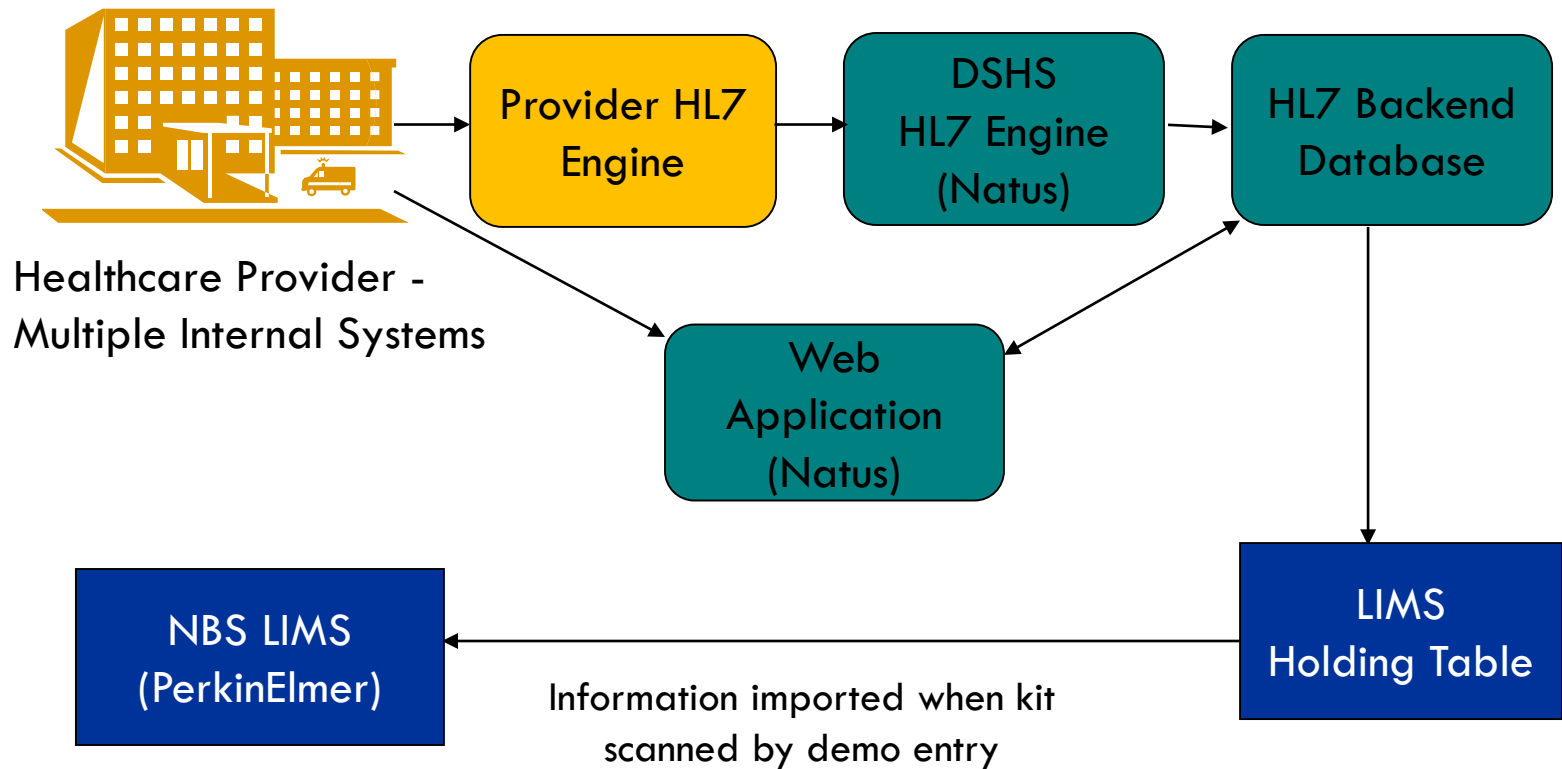 Provider HL7
Engine
DSHS
HL7 Engine
(Natus)
HL7 Backend
Database
Healthcare Provider -
Multiple Internal Systems
Web
Application
(Natus)
NBS LIMS
(PerkinElmer)
LIMS
Holding Table
Information imported when kit
scanned by demo entry